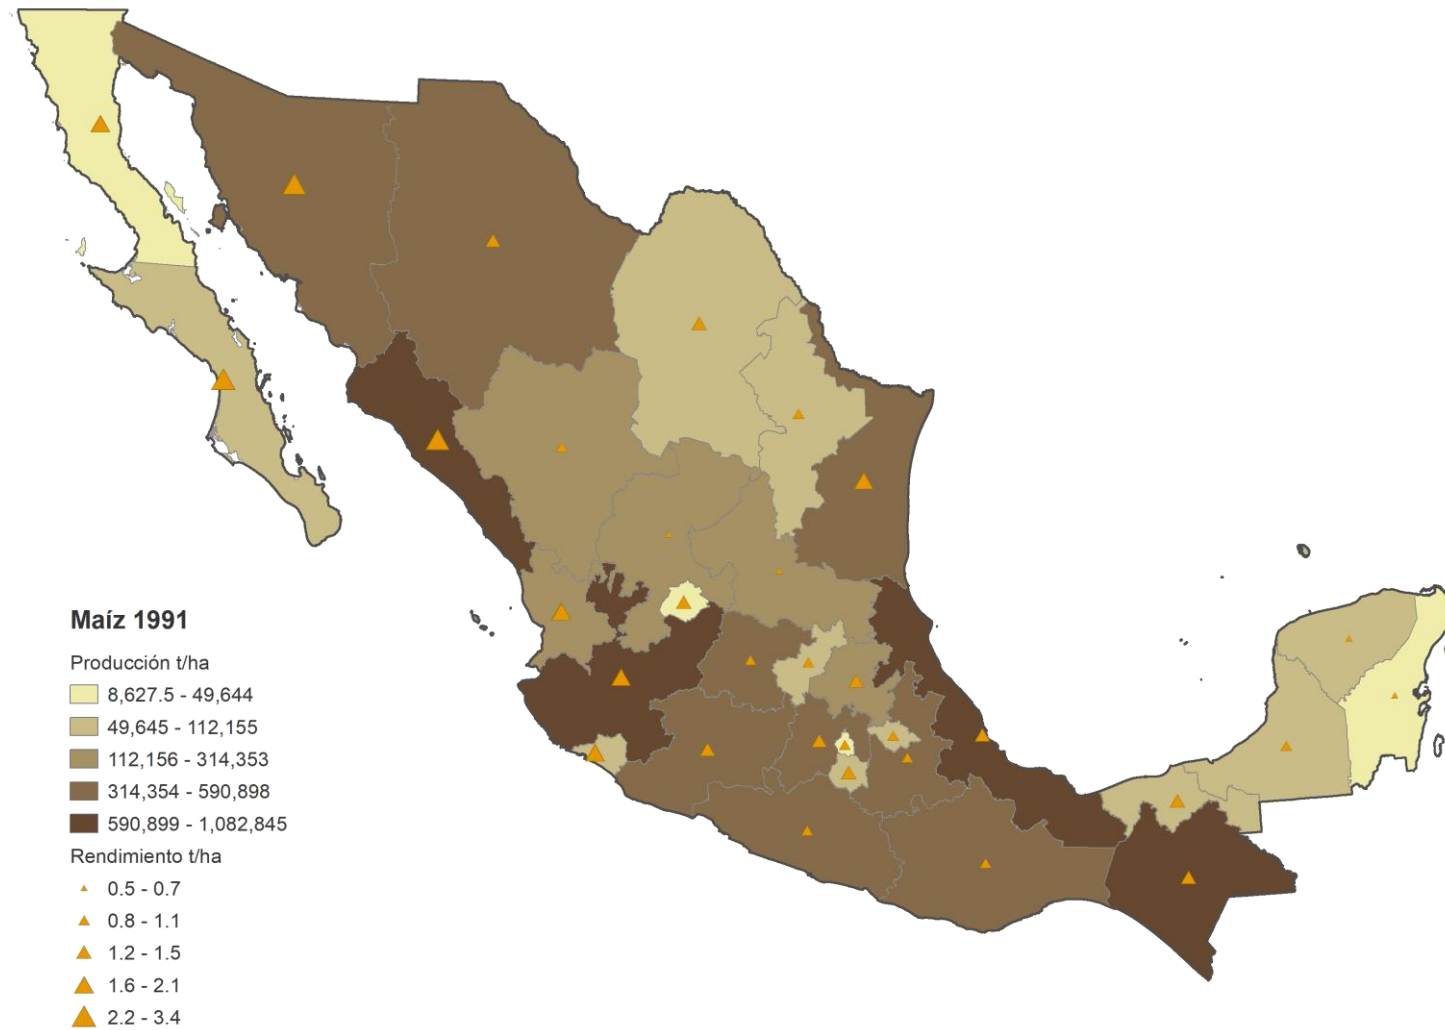 Maíz 1991
Producción t/ha
8,627.5 - 49,644
49,645 - 112,155
112,156 - 314,353
314,354 - 590,898
590,899 - 1,082,845
Rendimiento t/ha
0.5 - 0.7
0.8 - 1.1
1.2 - 1.5
1.6 - 2.1
2.2 - 3.4